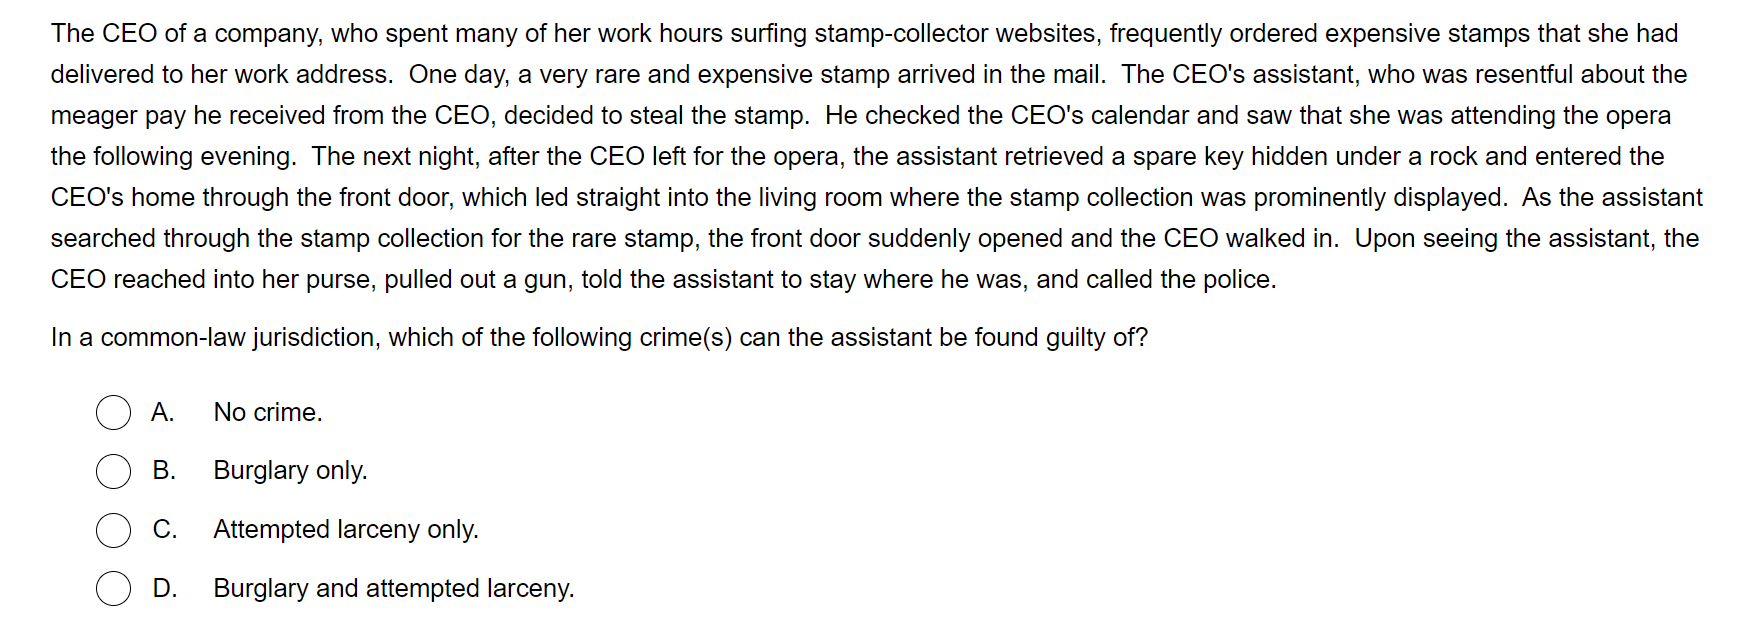 The CEO of a company, who spent many of her work hours surfing stamp-collector websites, frequently ordered expensive stamps that she had
delivered to her work address.  One day, a very rare and expensive stamp arrived in the mail.  The CEO's assistant, who was resentful about the
meager pay he received from the CEO, decided to steal the stamp.  He checked the CEO's calendar and saw that she was attending the opera
the following evening.  The next night, after the CEO left for the opera, the assistant retrieved a spare key hidden under a rock and entered the
CEO's home through the front door, which led straight into the living room where the stamp collection was prominently displayed.  As the assistant
searched through the stamp collection for the rare stamp, the front door suddenly opened and the CEO walked in.  Upon seeing the assistant, the
CEO reached into her purse, pulled out a gun, told the assistant to stay where he was, and called the police.
In a common-law jurisdiction, which of the following crime(s) can the assistant be found guilty of?
A. No crime.
B. Burglary only.
C. Attempted larceny only.
D. Burglary and attempted larceny.